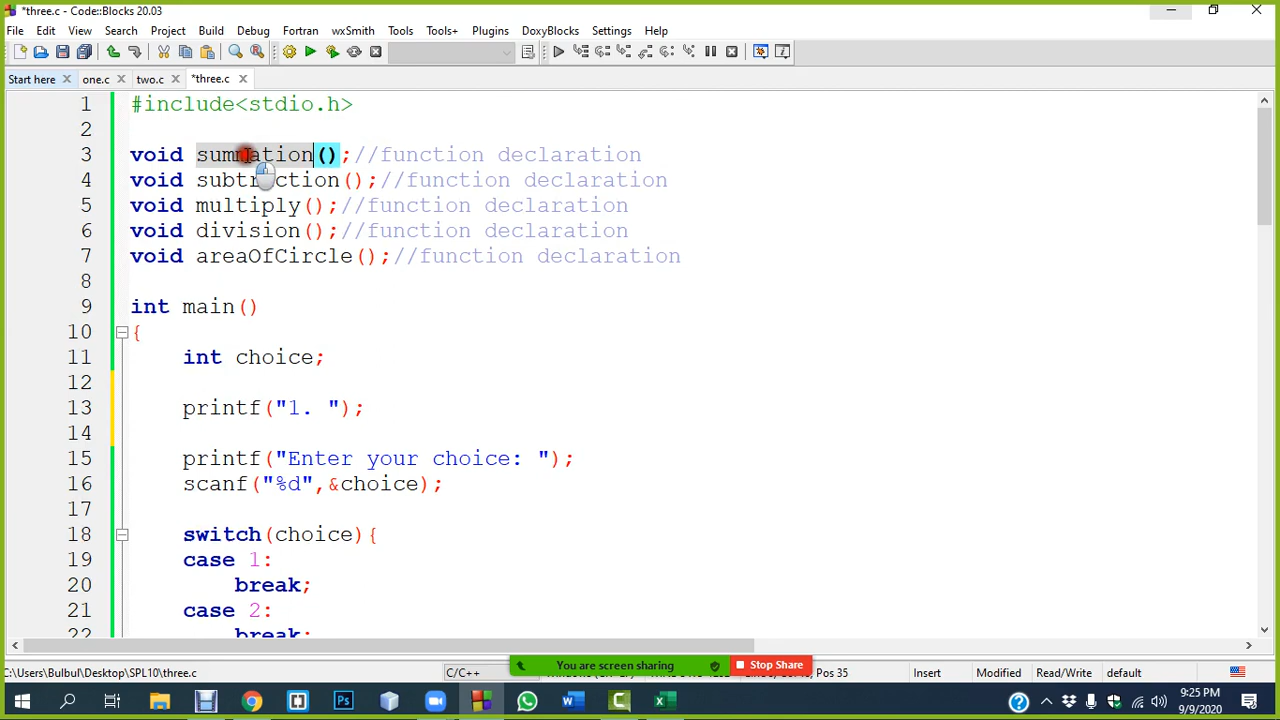 *three.c - Code::Blocks 20.03
File Edit View Search Project Build Debug Fortran wxSmith Tools Tools+ Plugins DoxyBlocks Settings Help
Start here one.c two.c *three.c
1 #include<stdio.h>
2
3 void summation();//function declaration
4 void subtraction();//function declaration
5 void multiply();//function declaration
6 void division();//function declaration
7 void areaOfCircle();//function declaration
8
9 int main()
10 {
11 int choice;
12
13 printf("1. ");
14
15 printf("Enter your choice: ");
16 scanf("%d",&choice);
17
18 switch(choice){
19 case 1:
20 break;
21 case 2:
22 break;
You are screen sharing Stop Share
C:\Users\Bulbul\Desktop\SPL10\three.c C/C++ Pos 35 Insert Modified default
9:25 PM
9/9/2020